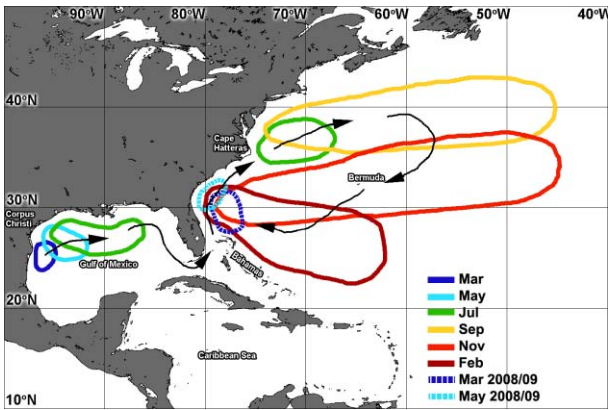 90°W 80°W 70°W 60°W 50°W 40°W
40°N
Cape
Hatteras
Bermuda
30°N
Corpus
Christi
Gulf of Mexico
Bahamas
Mar
May
Jul
Sep
Nov
Feb
Mar 2008/09
May 2008/09
20°N
Caribbean Sea
10°N